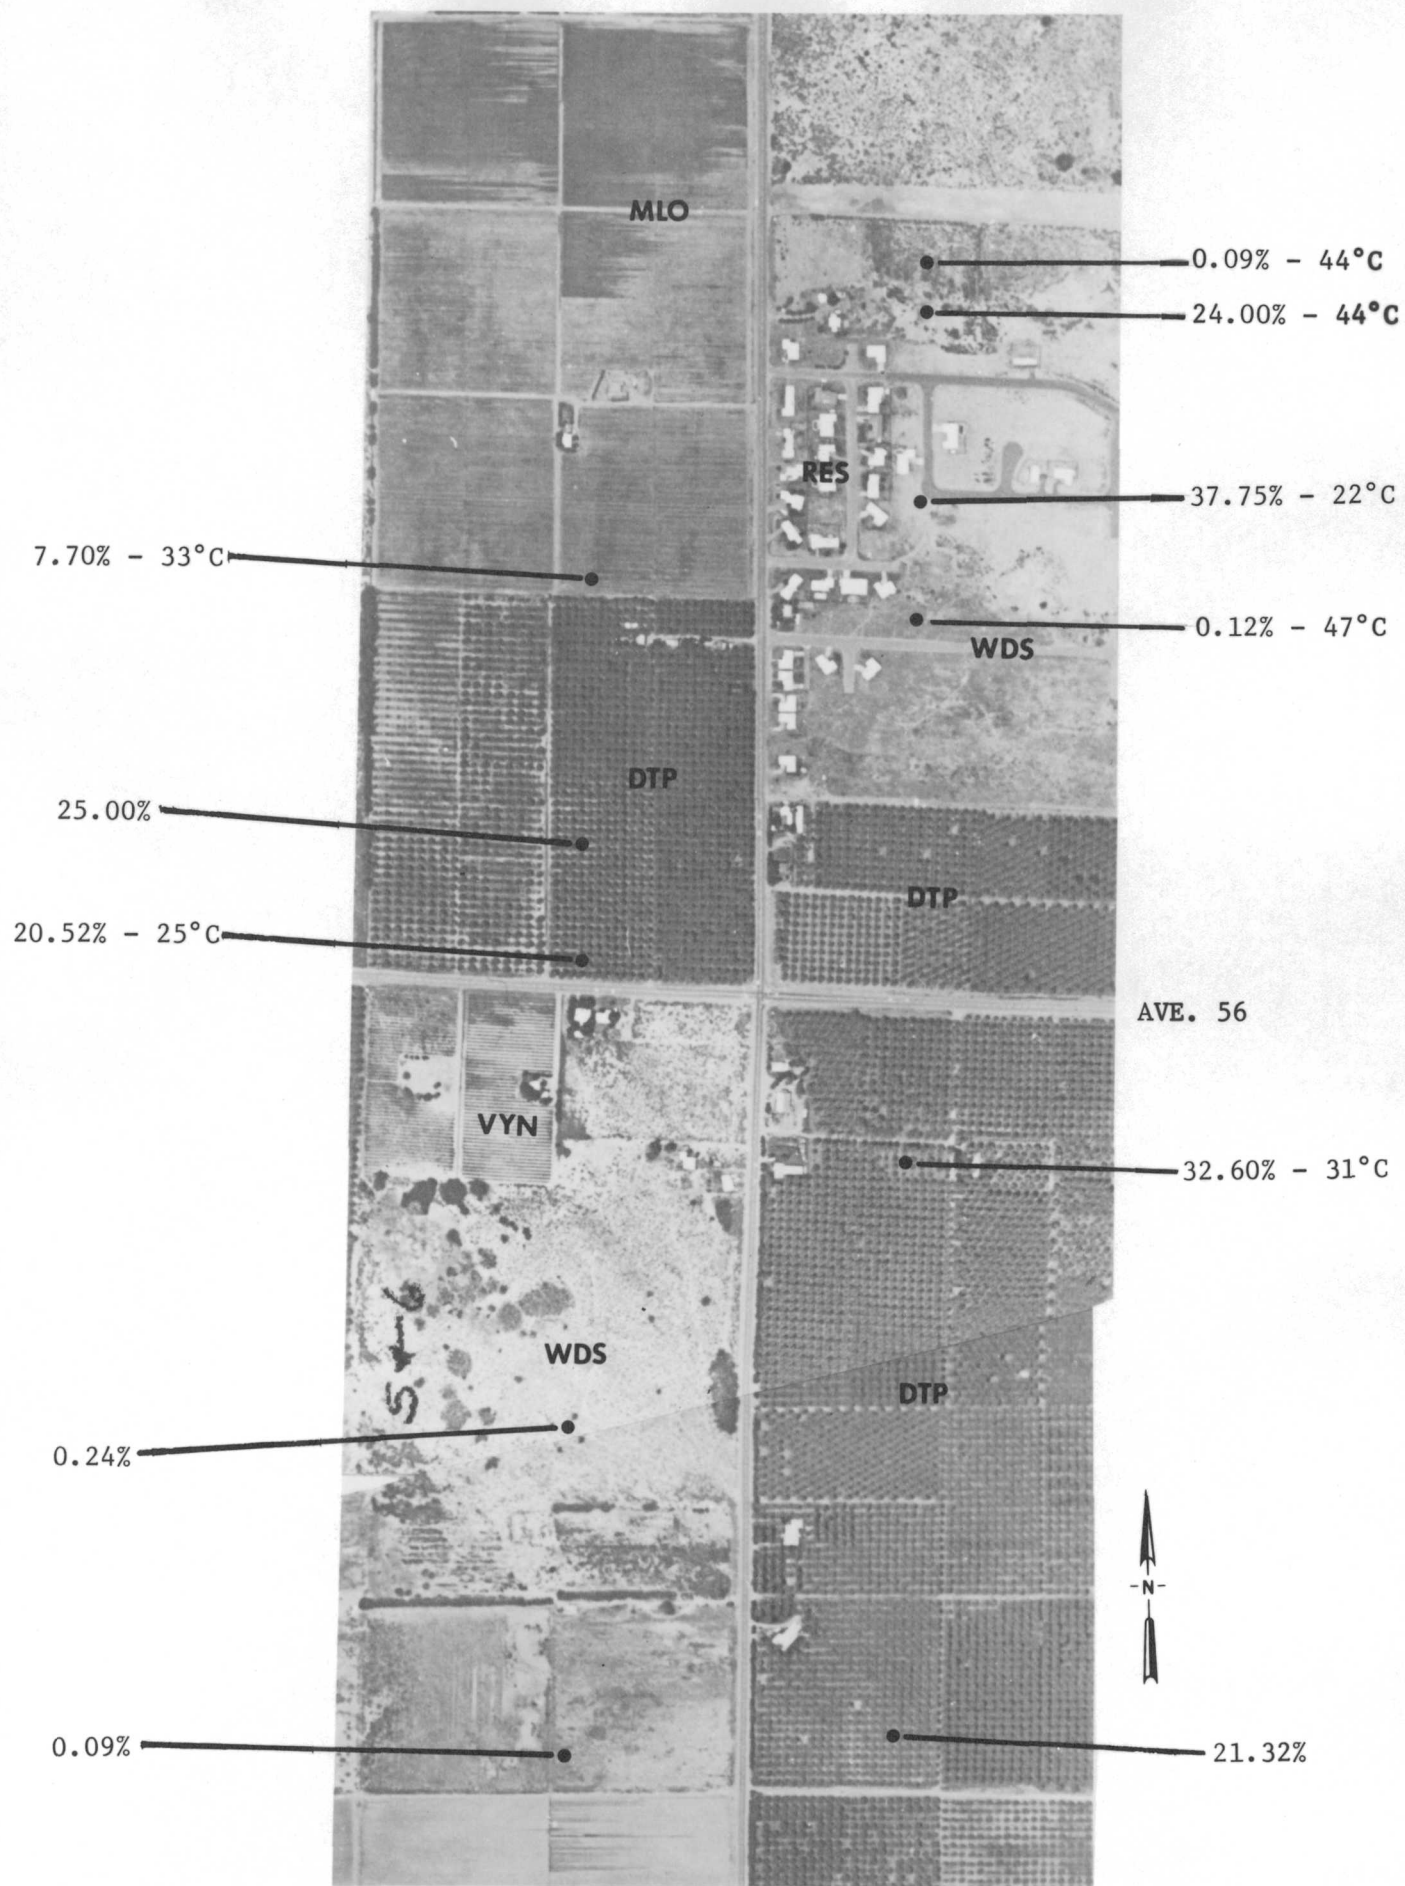 MLO
0.09% - 44°C
24.00% - 44°C
RES
37.75% - 22°C
7.70% - 33°C
0.12% - 47°C
WDS
DTP
25.00%
DTP
20.52% - 25°C
AVE. 56
VYN
32.60% - 31°C
S-6
WDS
DTP
0.24%
-N-
0.09%
21.32%